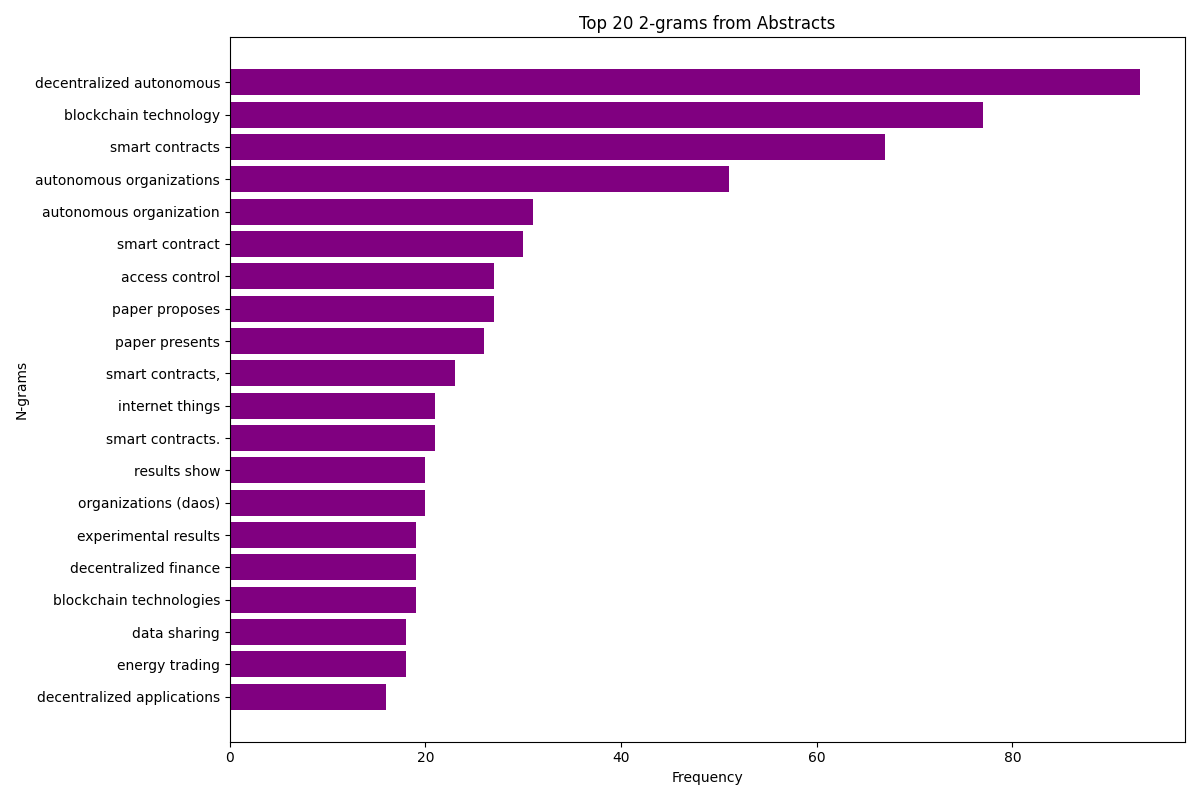 Top 20 2-grams from Abstracts
decentralized autonomous
blockchain technology
smart contracts
autonomous organizations
autonomous organization
smart contract
access control
paper proposes
paper presents
smart contracts,
internet things
smart contracts.
results show
organizations (daos)
experimental results
decentralized finance
blockchain technologies
data sharing
energy trading
decentralized applications
N-grams
0 20 40 60 80
Frequency